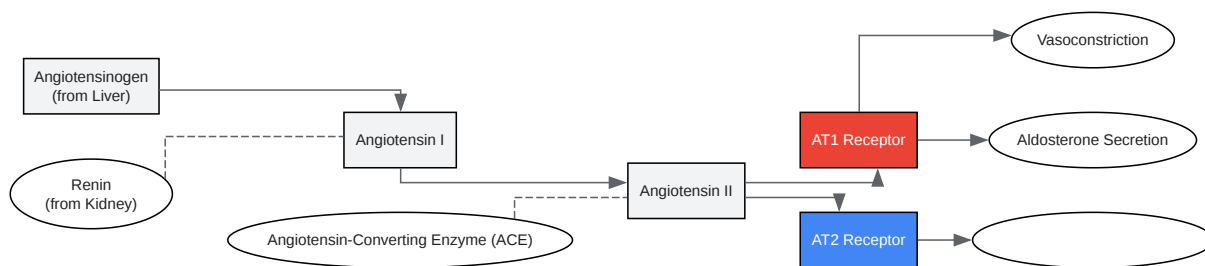 Vasoconstriction
Angiotensinogen
(from Liver)
Angiotensin I
AT1 Receptor
Aldosterone Secretion
Renin
(from Kidney)
Angiotensin II
Angiotensin-Converting Enzyme (ACE)
AT2 Receptor